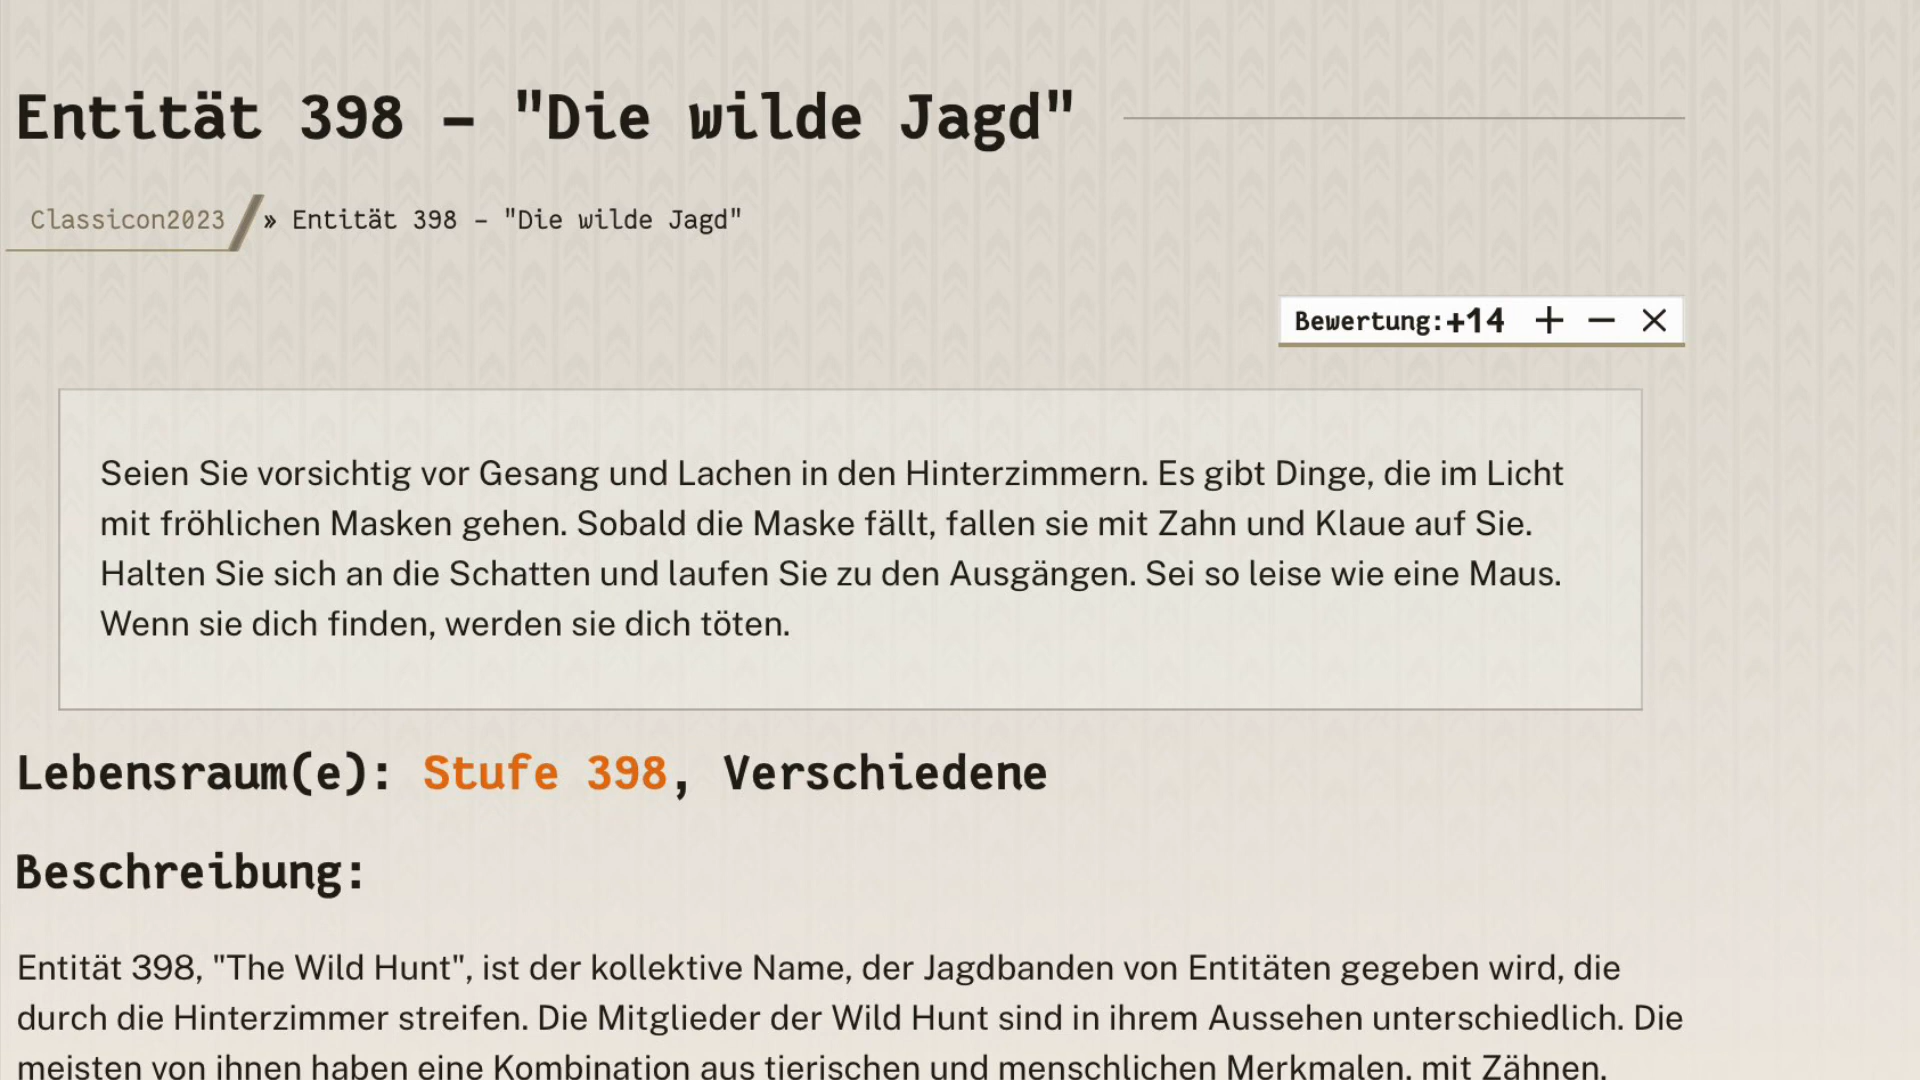 Entität 398 – "Die wilde Jagd"
Classicon2023 » Entität 398 – "Die wilde Jagd"
Bewertung:+14 + − ×
Seien Sie vorsichtig vor Gesang und Lachen in den Hinterzimmern. Es gibt Dinge, die im Licht
mit fröhlichen Masken gehen. Sobald die Maske fällt, fallen sie mit Zahn und Klaue auf Sie.
Halten Sie sich an die Schatten und laufen Sie zu den Ausgängen. Sei so leise wie eine Maus.
Wenn sie dich finden, werden sie dich töten.
Lebensraum(e): Stufe 398, Verschiedene
Beschreibung:
Entität 398, "The Wild Hunt", ist der kollektive Name, der Jagdbanden von Entitäten gegeben wird, die
durch die Hinterzimmer streifen. Die Mitglieder der Wild Hunt sind in ihrem Aussehen unterschiedlich. Die
meisten von ihnen haben eine Kombination aus tierischen und menschlichen Merkmalen, mit Zähnen,